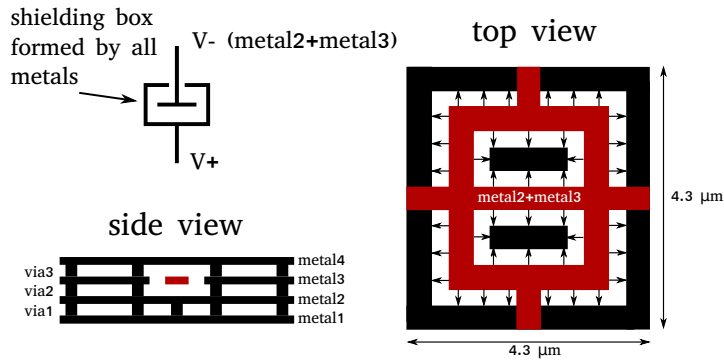 shielding box
formed by all
metals
V- (metal2+metal3)
V+
top view
metal2+metal3
4.3 μm
4.3 μm
side view
metal4
via3
metal3
via2
metal2
via1
metal1